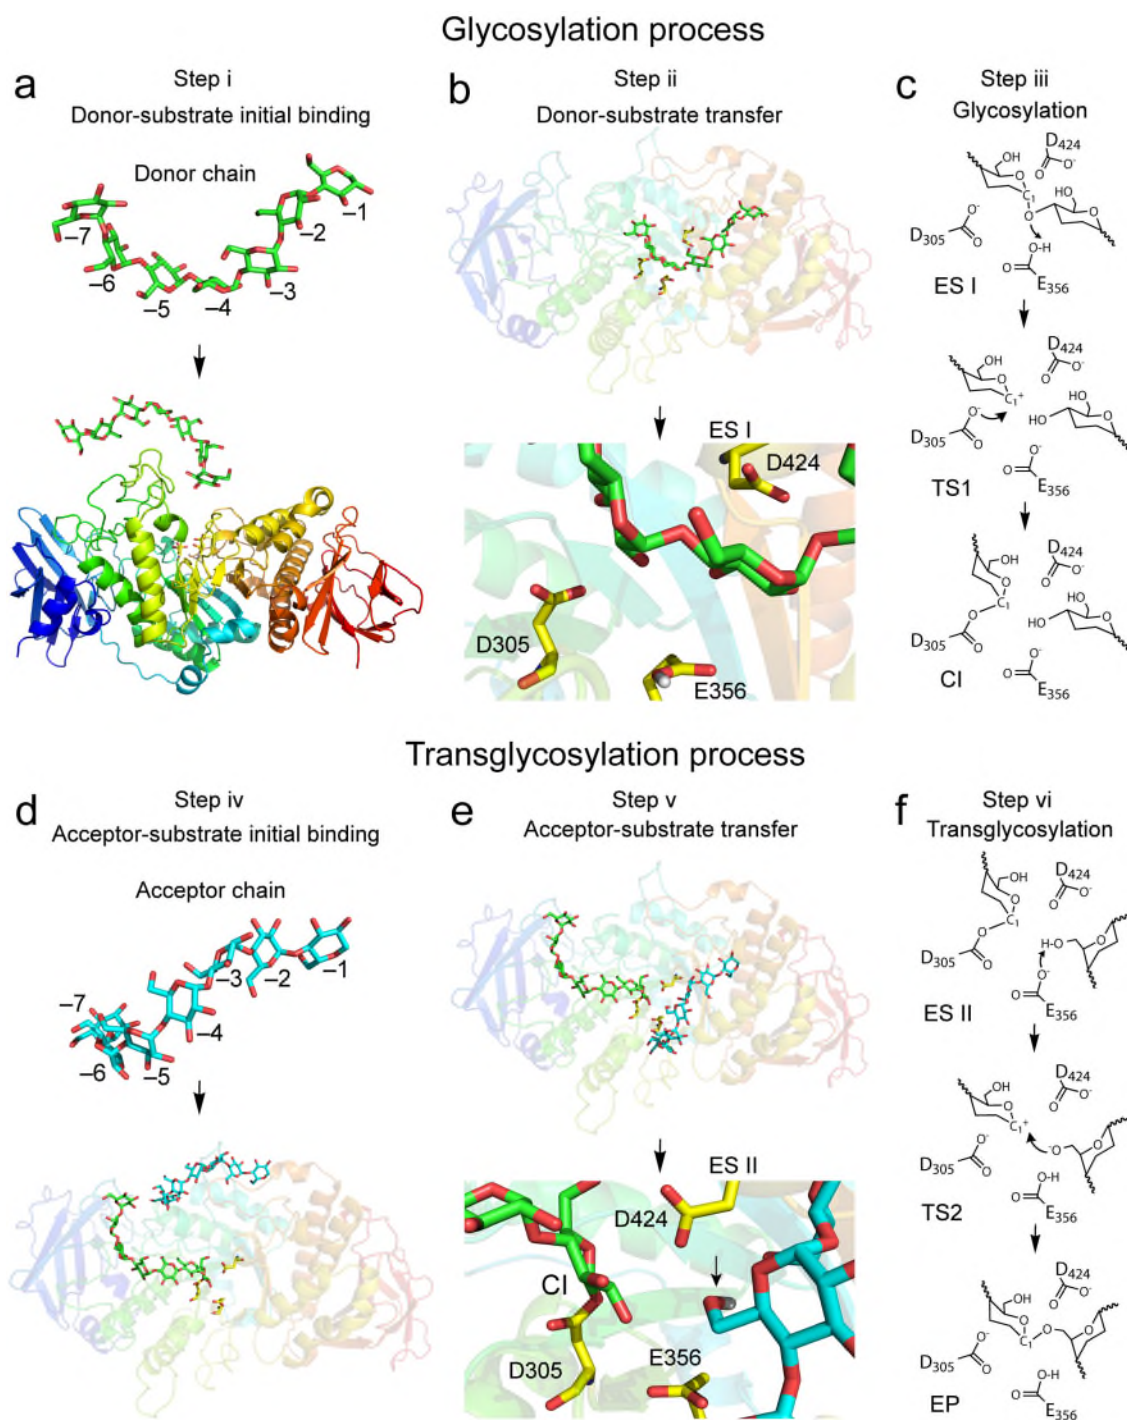 Glycosylation process
a
Step i
Donor-substrate initial binding
Donor chain
–1
–2
–3
–4
–5
–6
–7
b
Step ii
Donor-substrate transfer
ES I
D424
D305
E356
c
Step iii
Glycosylation
D424
OH
O
O
O-
C1
O
HO
O
O-
D305
O
O-H
O
E356
ES I
D424
OH
O
O
O-
C1+
HO
O
O-
D305
O
HO
O-
O
E356
TS1
D424
OH
O
O
O-
C1
O
HO
O
D305
O
HO
O-
O
E356
CI
Transglycosylation process
d
Step iv
Acceptor-substrate initial binding
Acceptor chain
–1
–2
–3
–4
–5
–6
–7
e
Step v
Acceptor-substrate transfer
ES II
D424
CI
D305
E356
f
Step vi
Transglycosylation
D424
OH
O
O
O-
C1
O
H-O
O
D305
O
O-
O
E356
ES II
D424
OH
O
O
O-
C1+
O-
-O
O
D305
O
O-H
O
E356
TS2
D424
OH
O
O
O-
C1
O
O
O-
D305
O
O-H
O
E356
EP